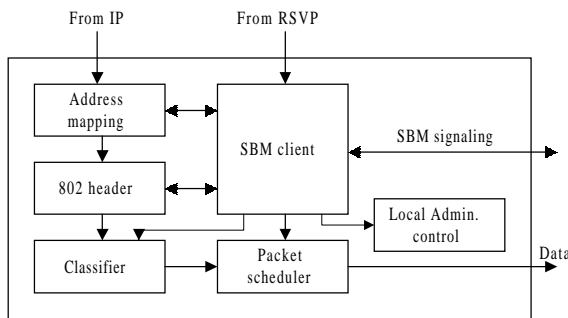 From IP
From RSVP
Address
mapping
SBM client
SBM signaling
802 header
Local Admin.
control
Classifier
Packet
scheduler
Data